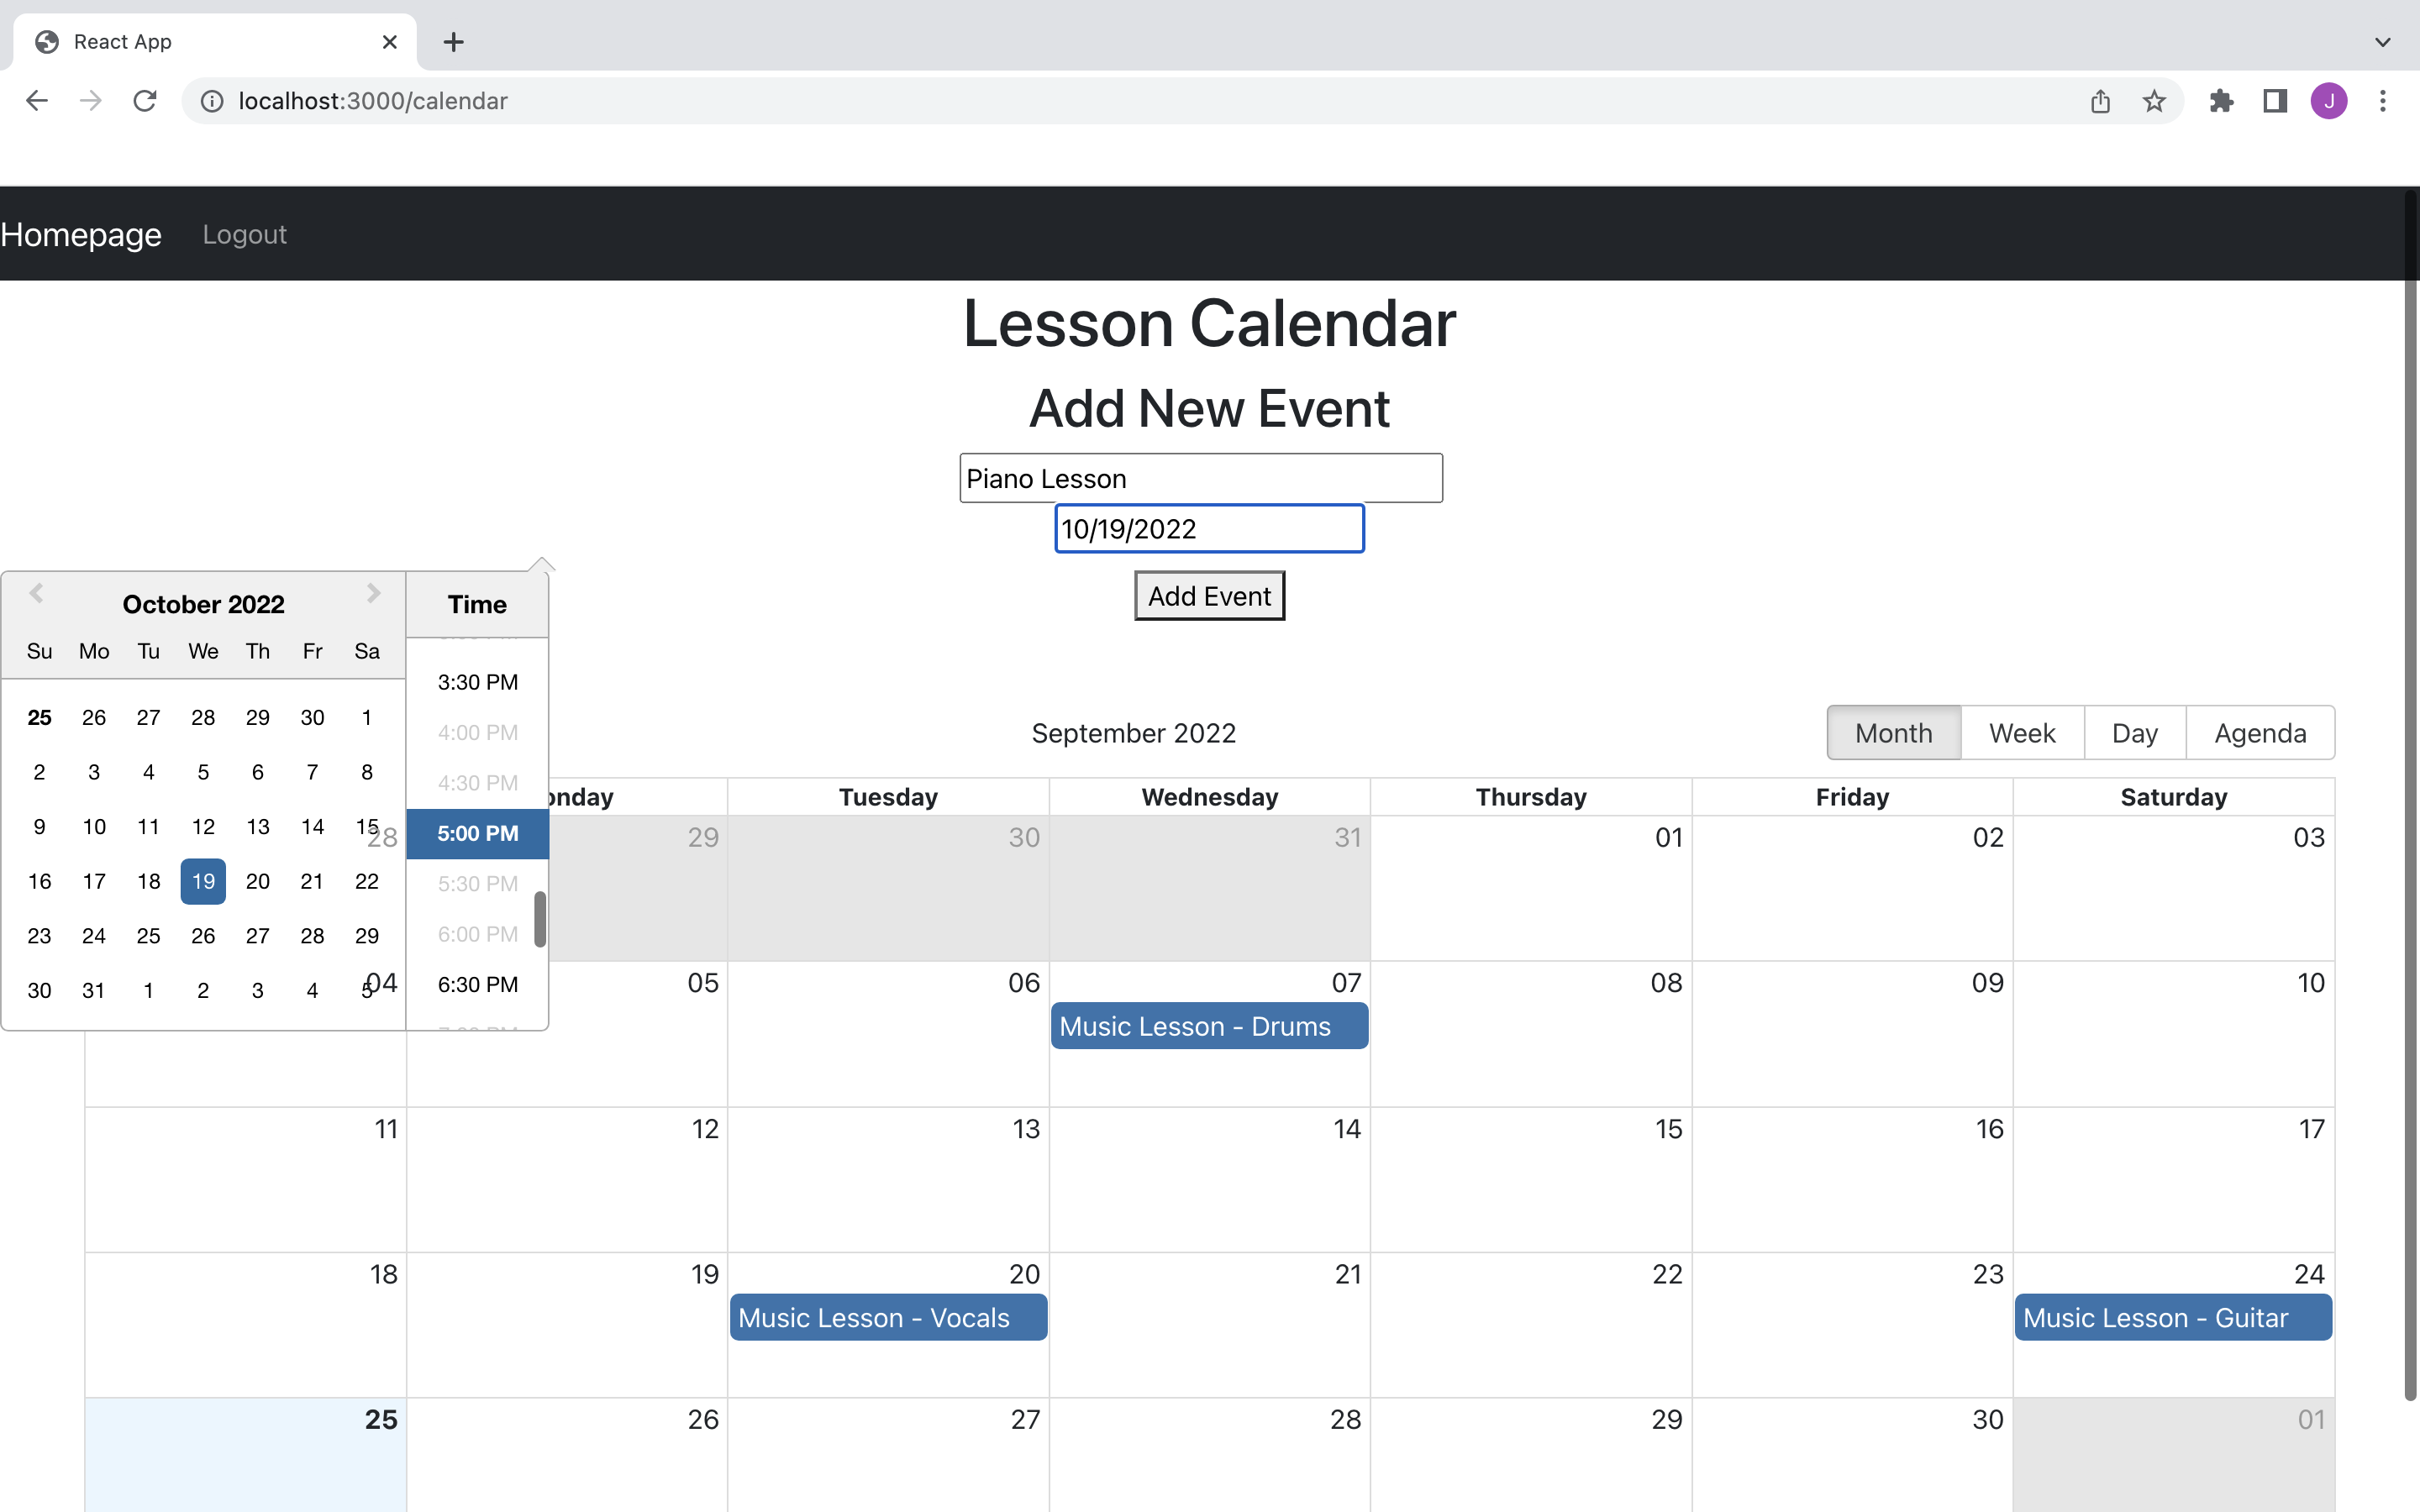 React App
localhost:3000/calendar
J
Homepage Logout
Lesson Calendar
Add New Event
Piano Lesson
10/19/2022
Add Event
October 2022
Su Mo Tu We Th Fr Sa
25 26 27 28 29 30 1
2 3 4 5 6 7 8
9 10 11 12 13 14 15
16 17 18 19 20 21 22
23 24 25 26 27 28 29
30 31 1 2 3 4 5
Time
3:30 PM
4:00 PM
4:30 PM
5:00 PM
5:30 PM
6:00 PM
6:30 PM
September 2022
Month Week Day Agenda
onday Tuesday Wednesday Thursday Friday Saturday
28 29 30 31 01 02 03
04 05 06 07 08 09 10
Music Lesson - Drums
11 12 13 14 15 16 17
18 19 20 21 22 23 24
Music Lesson - Vocals Music Lesson - Guitar
25 26 27 28 29 30 01